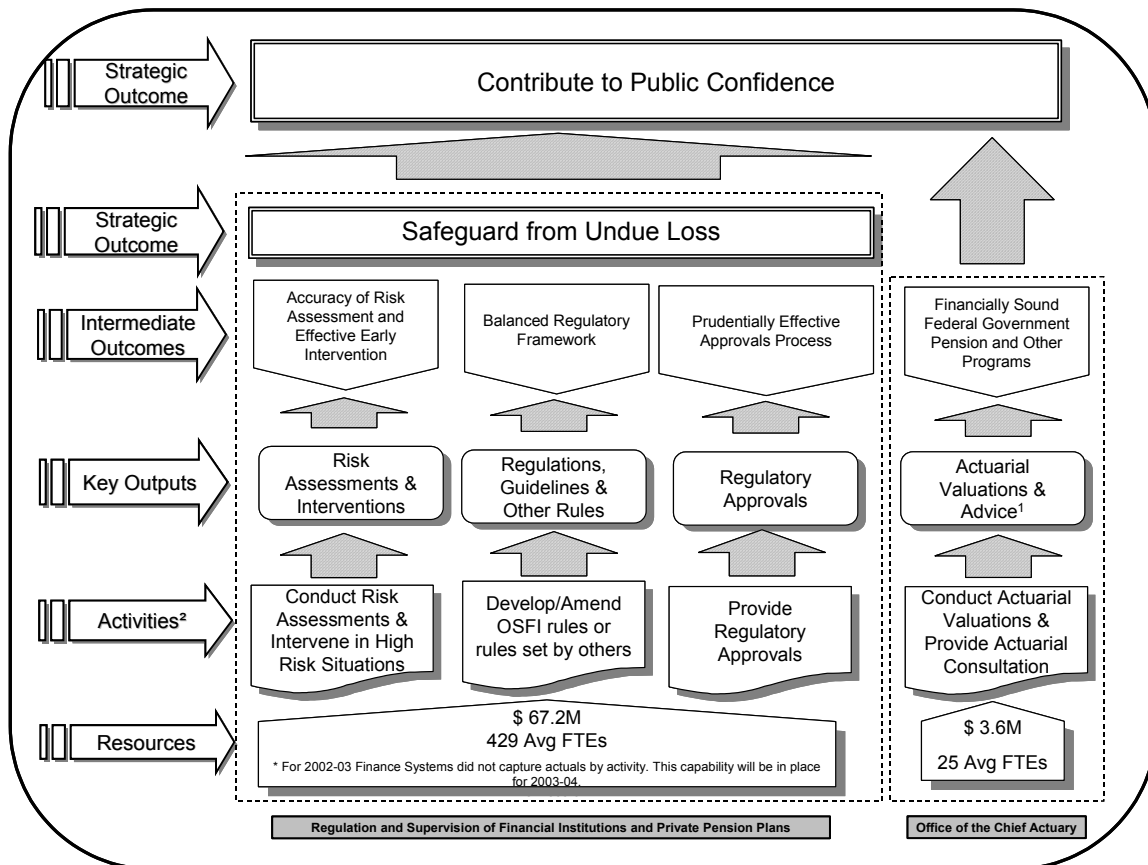 Strategic
Outcome
Contribute to Public Confidence
Strategic
Outcome
Safeguard from Undue Loss
Intermediate
Outcomes
Accuracy of Risk
Assessment and
Effective Early
Intervention
Balanced Regulatory
Framework
Prudentially Effective
Approvals Process
Financially Sound
Federal Government
Pension and Other
Programs
Key Outputs
Risk
Assessments &
Interventions
Regulations,
Guidelines &
Other Rules
Regulatory
Approvals
Actuarial
Valuations &
Advice¹
Activities²
Conduct Risk
Assessments &
Intervene in High
Risk Situations
Develop/Amend
OSFI rules or
rules set by others
Provide
Regulatory
Approvals
Conduct Actuarial
Valuations &
Provide Actuarial
Consultation
Resources
$ 67.2M
429 Avg FTEs
* For 2002-03 Finance Systems did not capture actuals by activity. This capability will be in place
for 2003-04.
$ 3.6M
25 Avg FTEs
Regulation and Supervision of Financial Institutions and Private Pension Plans
Office of the Chief Actuary